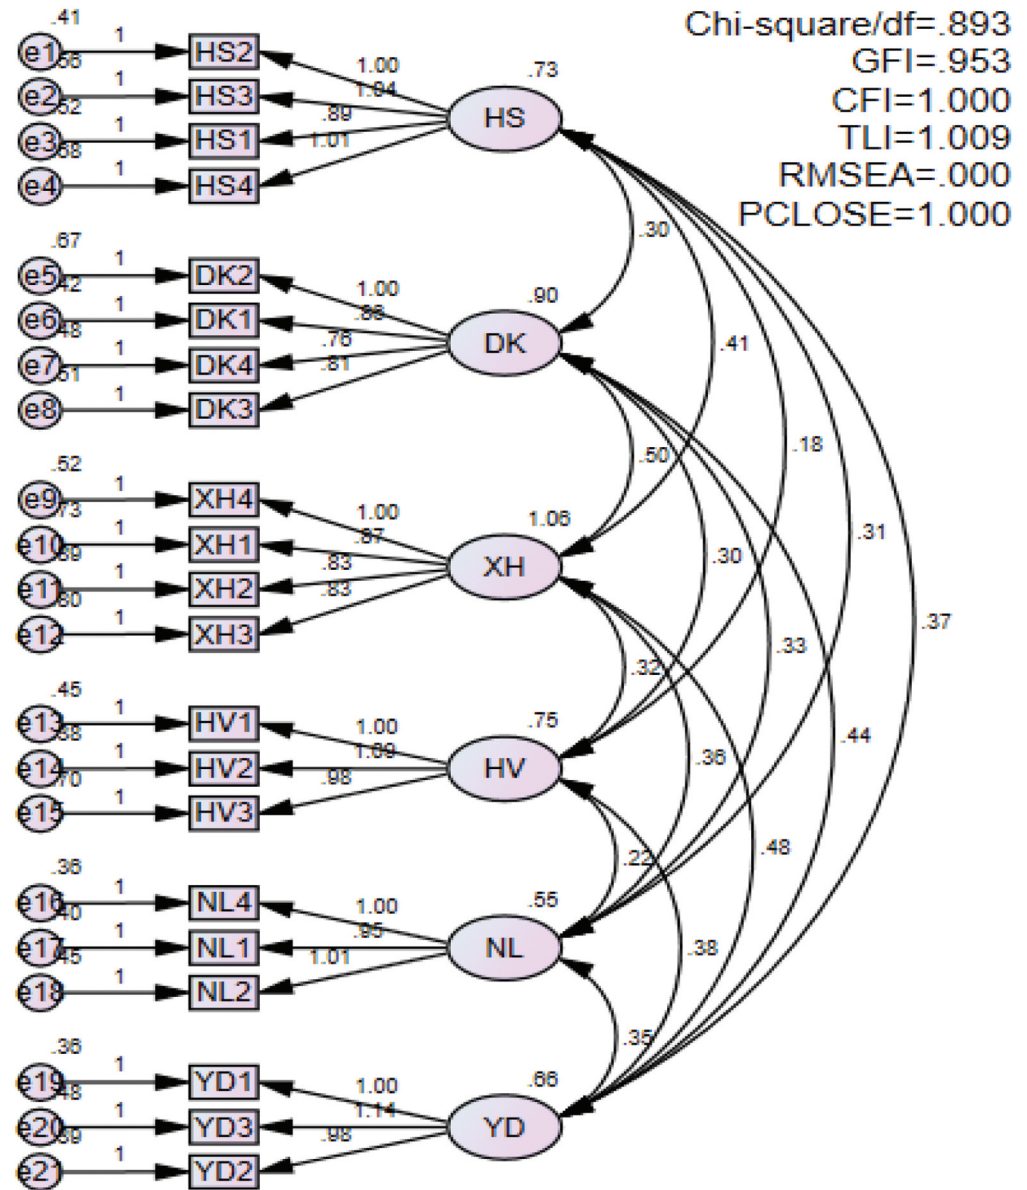 Chi-square/df=.893
GFI=.953
CFI=1.000
TLI=1.009
RMSEA=.000
PCLOSE=1.000
.41
e1 1 HS2 1.00
e2 1 HS3 1.04
.52
e3 1 HS1 .89
e4 1 HS4 1.01
.73
HS
.67
e5 1 DK2 1.00
.42
e6 1 DK1
.48
e7 1 DK4 .76
.51
e8 1 DK3 .81
.90
DK
.52
e9 1 XH4 1.00
.73
e10 1 XH1 .87
e11 1 XH2 .83
.80
e12 1 XH3 .83
1.06
XH
.45
e13 1 HV1 1.00
e14 1 HV2 1.09
.70
e15 1 HV3 .98
.75
HV
.36
e16 1 NL4 1.00
.40
e17 1 NL1 .95
.45
e18 1 NL2 1.01
.55
NL
.36
e19 1 YD1 1.00
.48
e20 1 YD3 1.14
e21 1 YD2 .98
.66
YD
.30
.41
.18
.31
.37
.50
.30
.33
.44
.32
.36
.48
.22
.38
.35